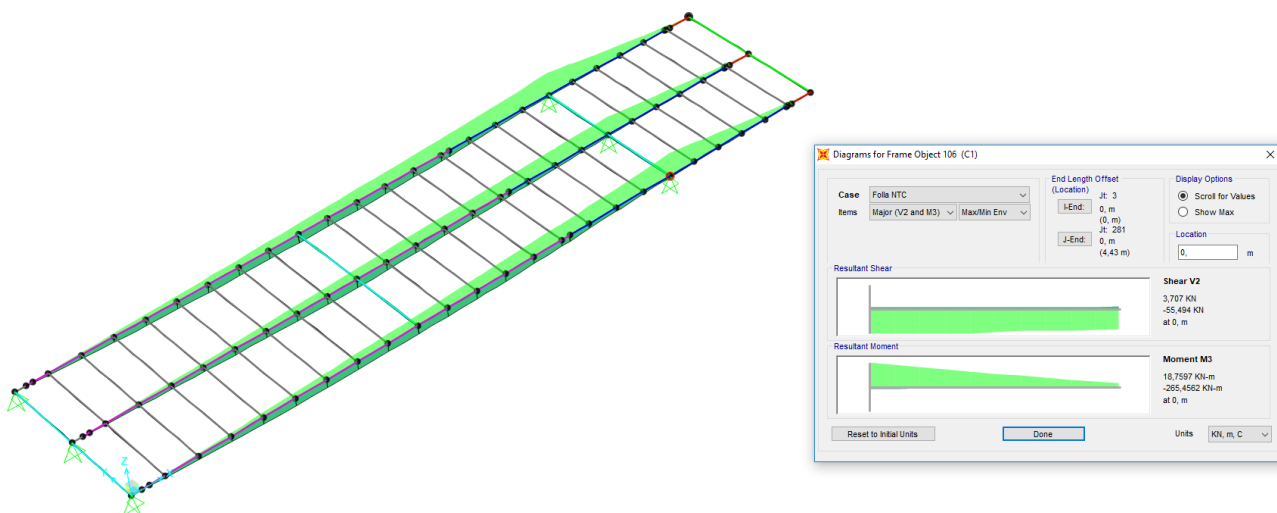 Z
Diagrams for Frame Object 106 (C1)
Case
Folla NTC
Items
Major (V2 and M3)
Max/Min Env
End Length Offset
(Location)
I-End:
Jt: 3
0, m
(0, m)
J-End:
Jt: 281
0, m
(4,43 m)
Display Options
Scroll for Values
Show Max
Location
0,
m
Resultant Shear
Shear V2
3,707 KN
-55,494 KN
at 0, m
Resultant Moment
Moment M3
18,7597 KN-m
-265,4562 KN-m
at 0, m
Reset to Initial Units
Done
Units
KN, m, C